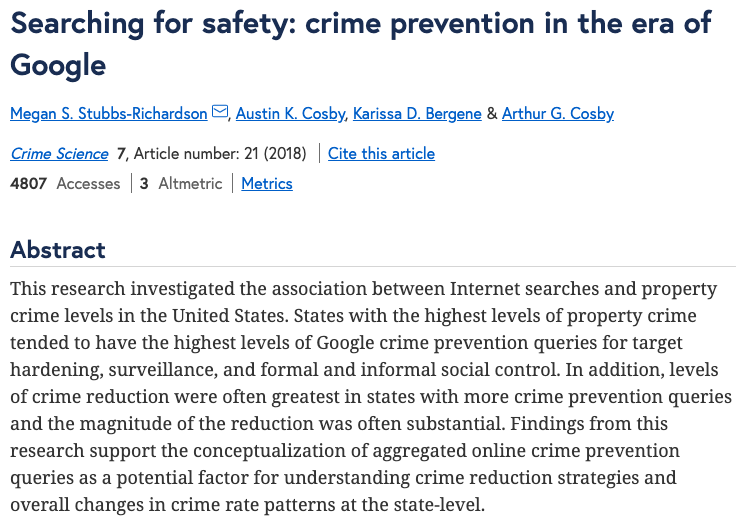 Searching for safety: crime prevention in the era of
Google
Megan S. Stubbs-Richardson, Austin K. Cosby, Karissa D. Bergene & Arthur G. Cosby
Crime Science 7, Article number: 21 (2018) | Cite this article
4807 Accesses | 3 Altmetric | Metrics
Abstract
This research investigated the association between Internet searches and property
crime levels in the United States. States with the highest levels of property crime
tended to have the highest levels of Google crime prevention queries for target
hardening, surveillance, and formal and informal social control. In addition, levels
of crime reduction were often greatest in states with more crime prevention queries
and the magnitude of the reduction was often substantial. Findings from this
research support the conceptualization of aggregated online crime prevention
queries as a potential factor for understanding crime reduction strategies and
overall changes in crime rate patterns at the state-level.